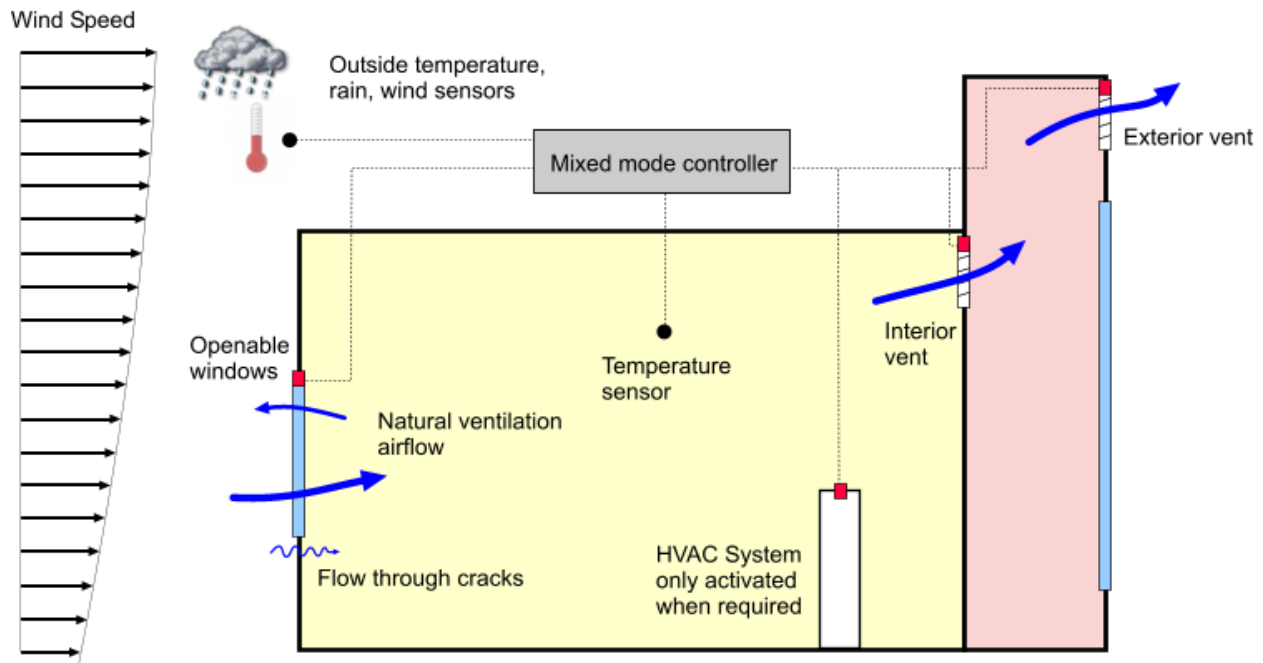 Wind Speed
Outside temperature,
rain, wind sensors
Mixed mode controller
Exterior vent
Openable
windows
Interior
vent
Temperature
sensor
Natural ventilation
airflow
HVAC System
only activated
when required
Flow through cracks